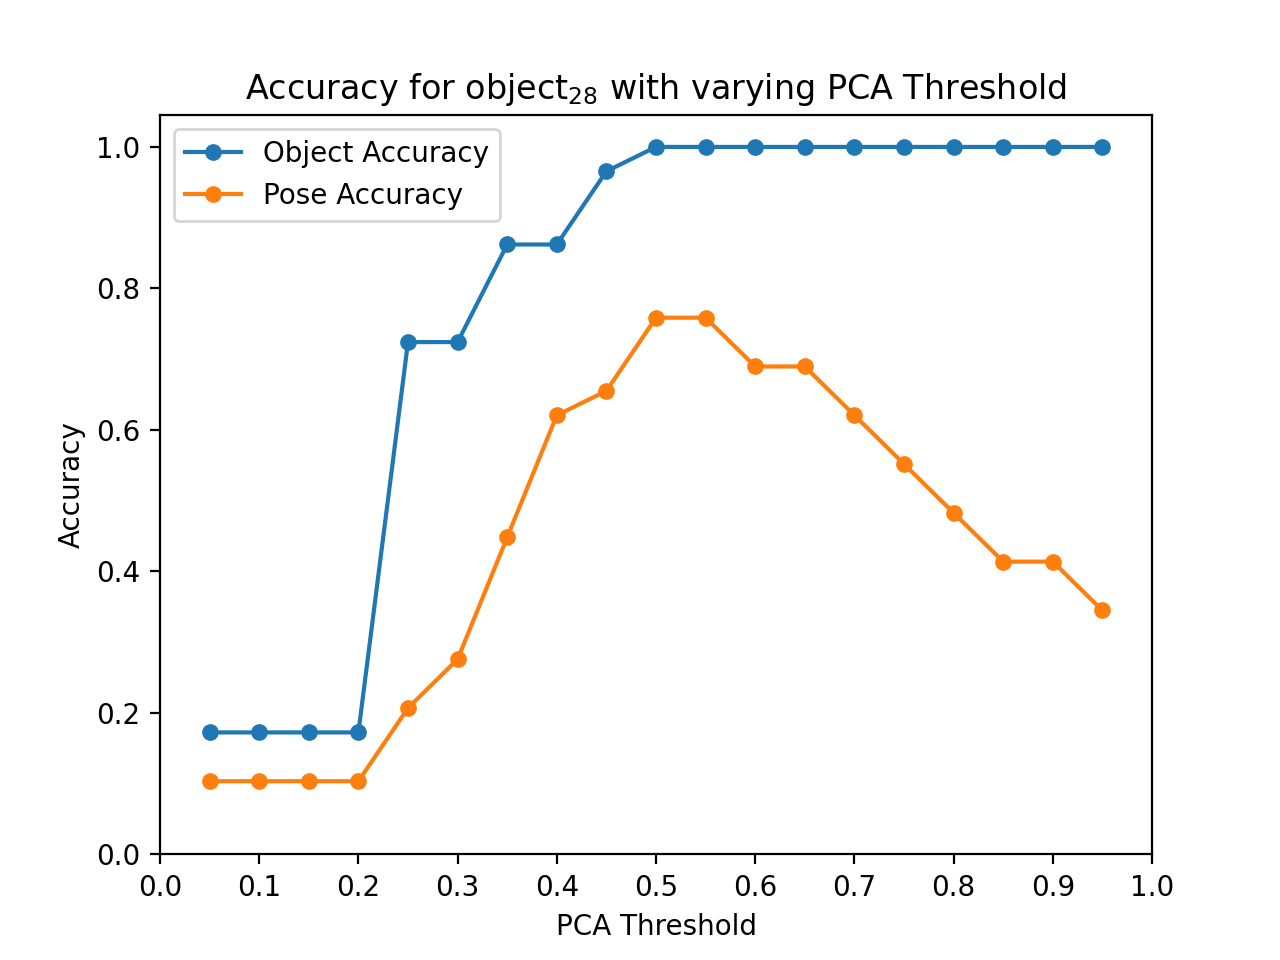 Accuracy for object₂₈ with varying PCA Threshold
Object Accuracy
Pose Accuracy
1.0
0.8
0.6
0.4
0.2
0.0
Accuracy
0.0 0.1 0.2 0.3 0.4 0.5 0.6 0.7 0.8 0.9 1.0
PCA Threshold